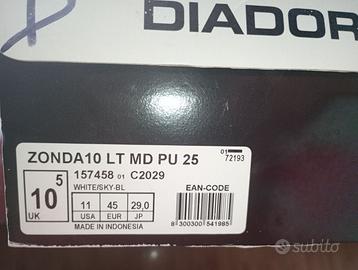 DIADOR
ZONDA10 LT MD PU 25
01
72193
157458 01 C2029
WHITE/SKY-BL
10 5
UK
11 45 29,0
USA EUR JP
MADE IN INDONESIA
EAN-CODE
8 300300 541985
subito